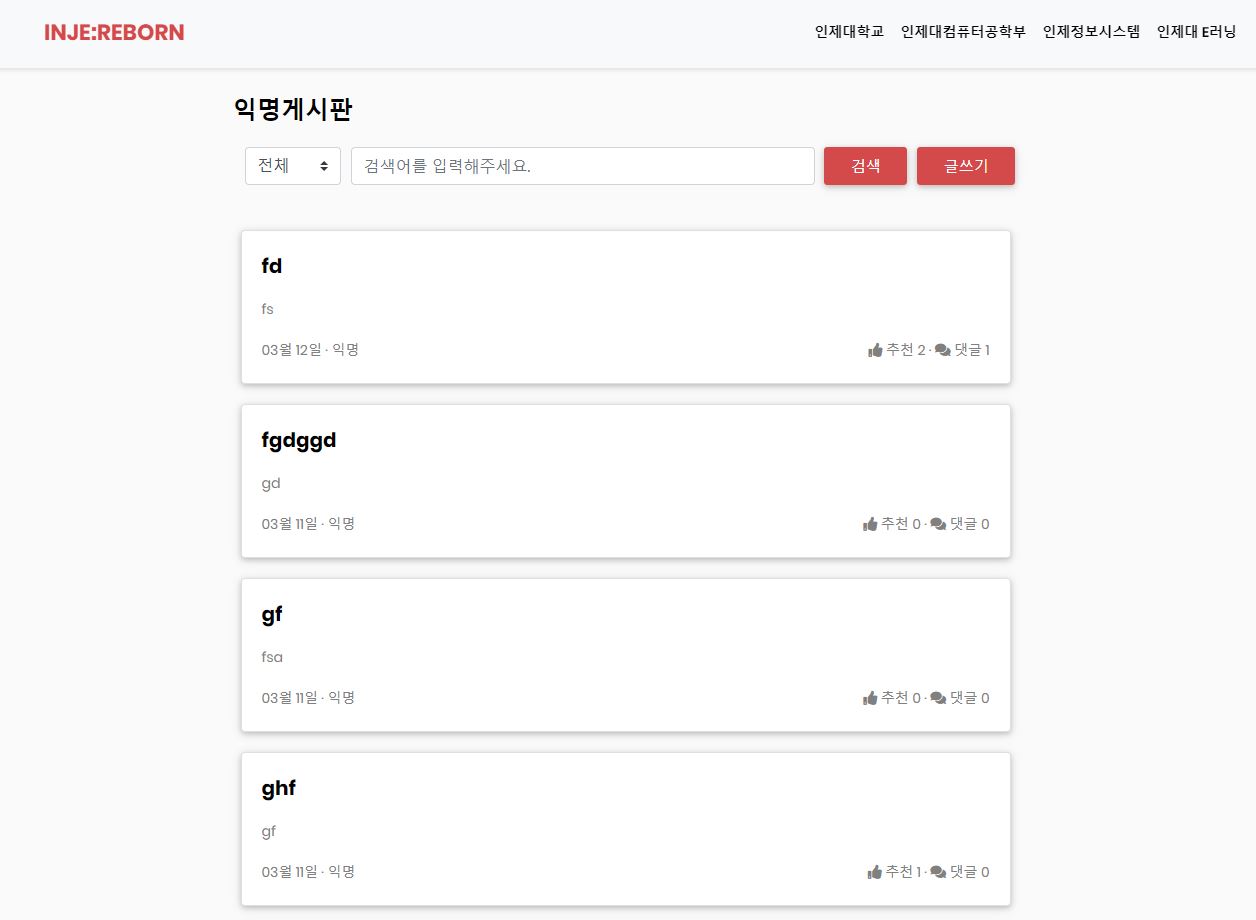 INJE:REBORN 인제대학교 인제대컴퓨터공학부 인제정보시스템 인제대 E러닝
익명게시판
전체 검색어를 입력해주세요. 검색 글쓰기
fd
fs
03월 12일 · 익명 추천 2 · 댓글 1
fgdggd
gd
03월 11일 · 익명 추천 0 · 댓글 0
gf
fsa
03월 11일 · 익명 추천 0 · 댓글 0
ghf
gf
03월 11일 · 익명 추천 1 · 댓글 0